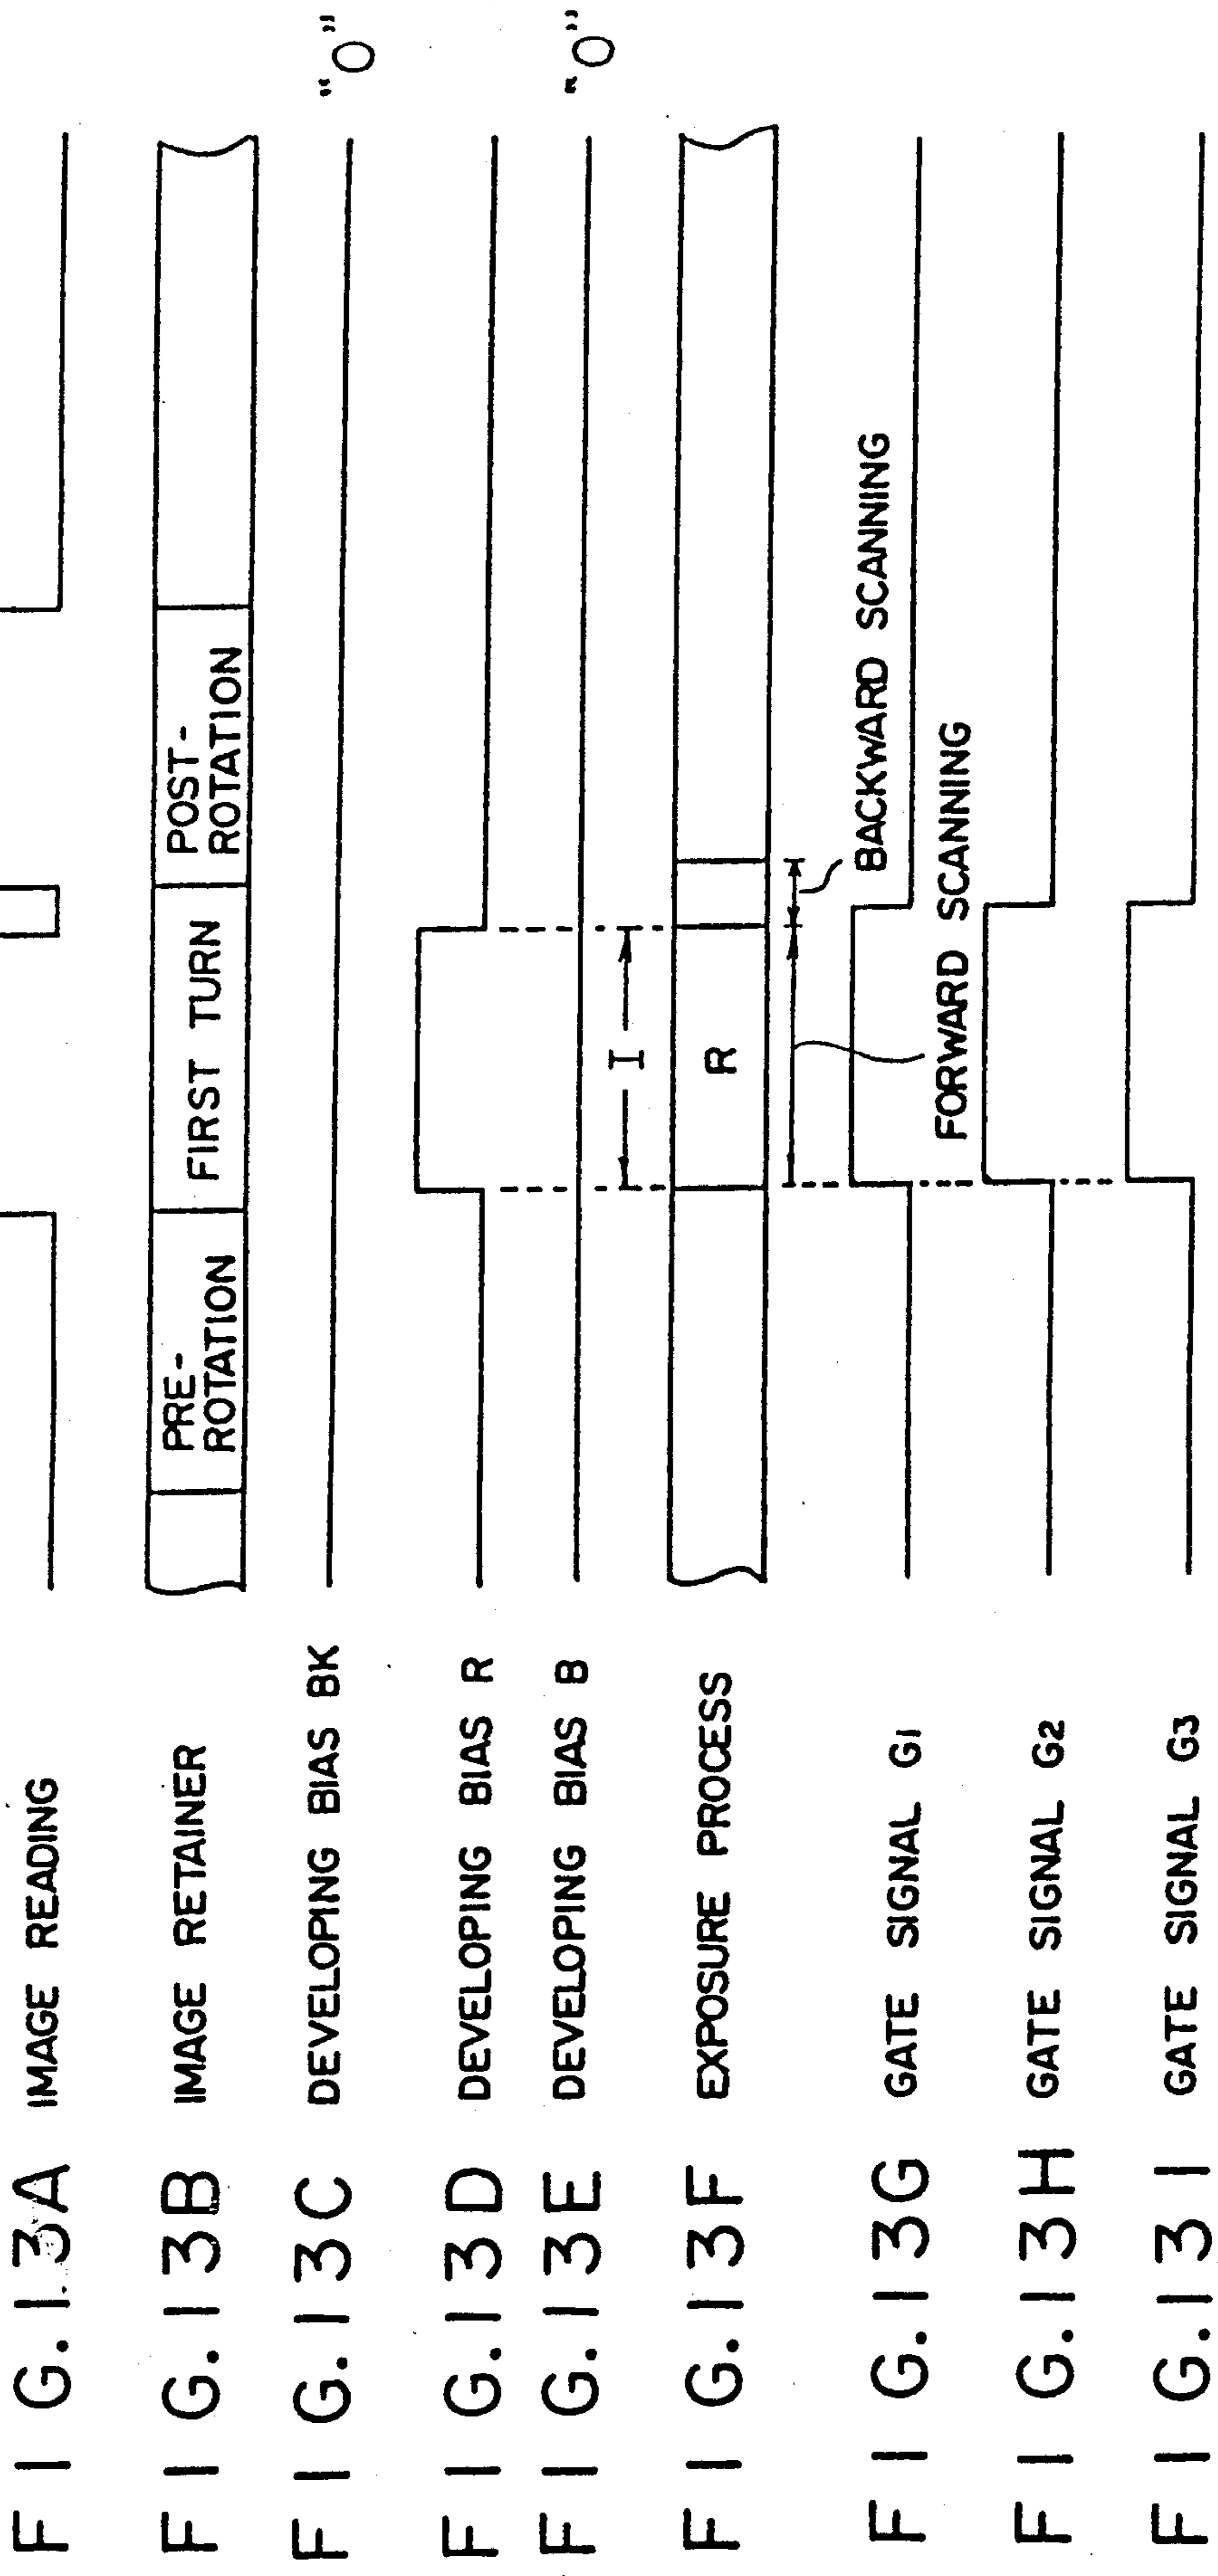 FIG.13A IMAGE READING
FIG.13B IMAGE RETAINER
PRE-
ROTATION
FIRST TURN
POST-
ROTATION
FIG.13C DEVELOPING BIAS BK
"O"
FIG.13D DEVELOPING BIAS R
FIG.13E DEVELOPING BIAS B
"O"
I
FIG.13F EXPOSURE PROCESS
R
BACKWARD SCANNING
FORWARD SCANNING
FIG.13G GATE SIGNAL G1
FIG.13H GATE SIGNAL G2
FIG.13I GATE SIGNAL G3